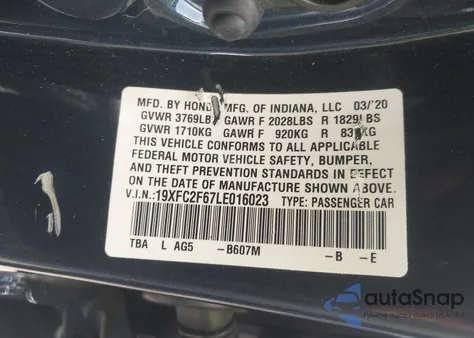 MFD. BY HONDA MFG. OF INDIANA, LLC 03/20
GVWR 3769LBS GAWR F 2028LBS R 1829LBS
GVWR 1710KG GAWR F 920KG R 830KG
THIS VEHICLE CONFORMS TO ALL APPLICABLE
FEDERAL MOTOR VEHICLE SAFETY, BUMPER,
AND THEFT PREVENTION STANDARDS IN EFFECT
ON THE DATE OF MANUFACTURE SHOWN ABOVE.
V.I.N.:19XFC2F67LE016023 TYPE: PASSENGER CAR
TBA L AG5 -B607M -B -E
autaSnap